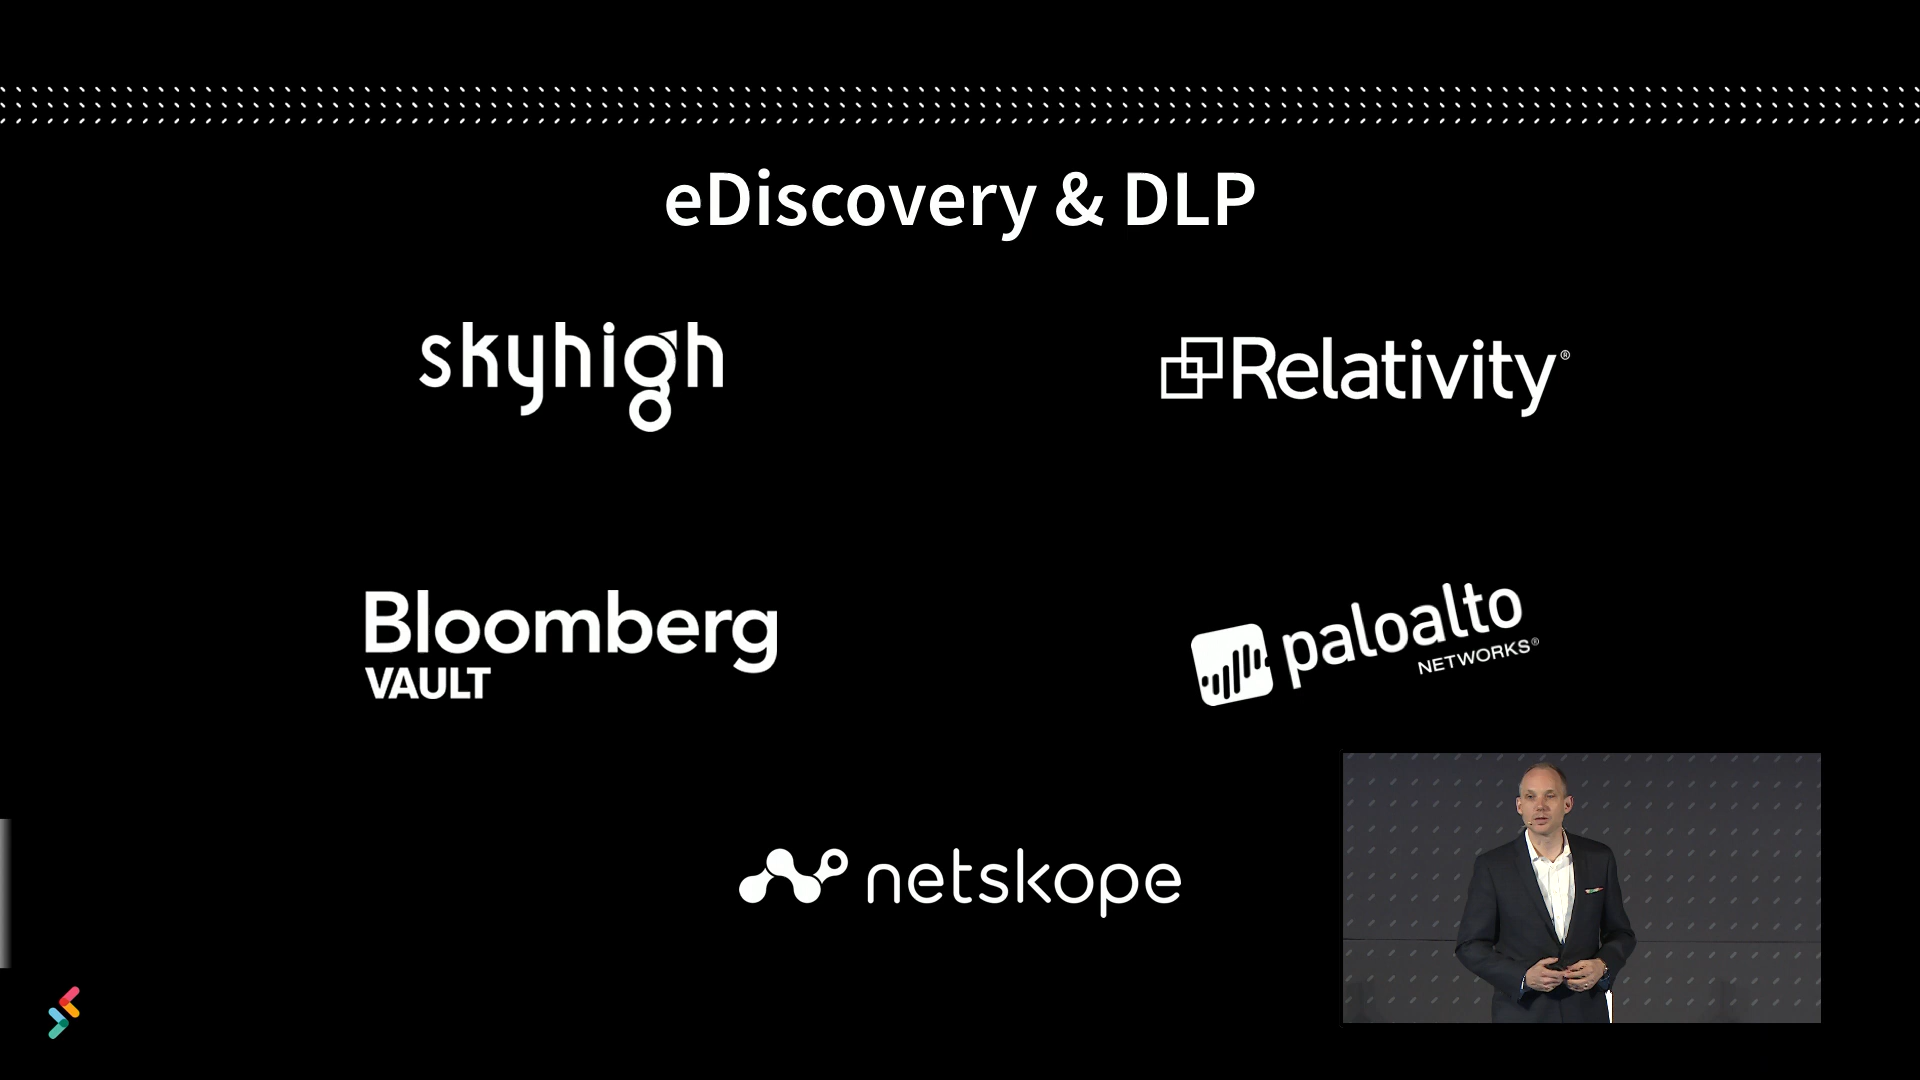 eDiscovery & DLP
skyhigh
Relativity®
Bloomberg
VAULT
paloalto
NETWORKS®
netskope